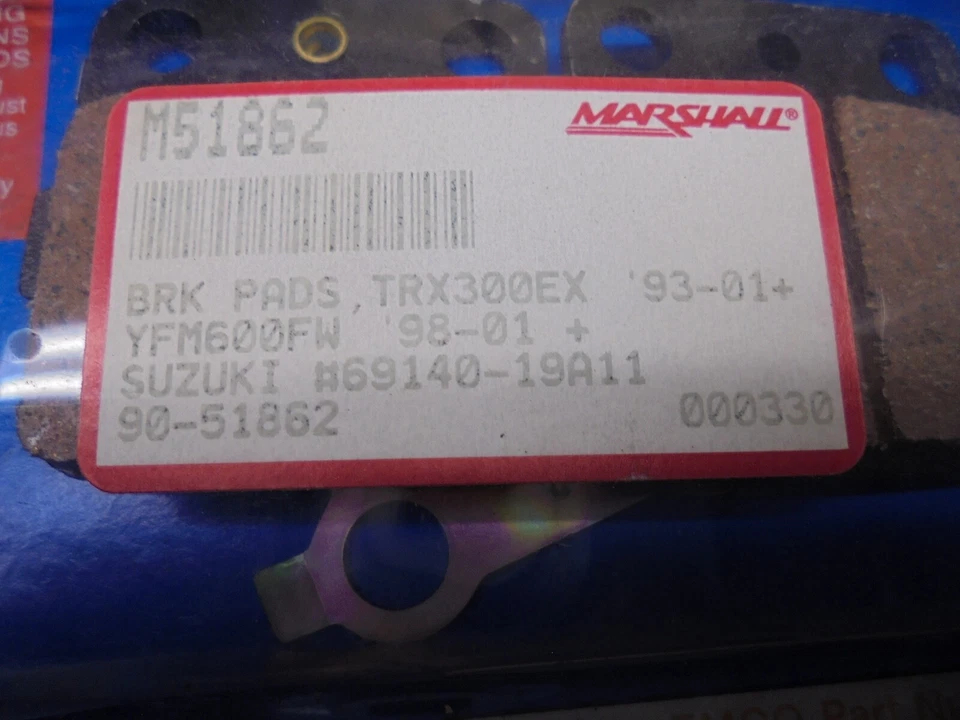 M51862
MARSHALL®
BRK PADS,TRX300EX '93-01+
YFM600FW '98-01 +
SUZUKI #69140-19A11
90-51862
000330